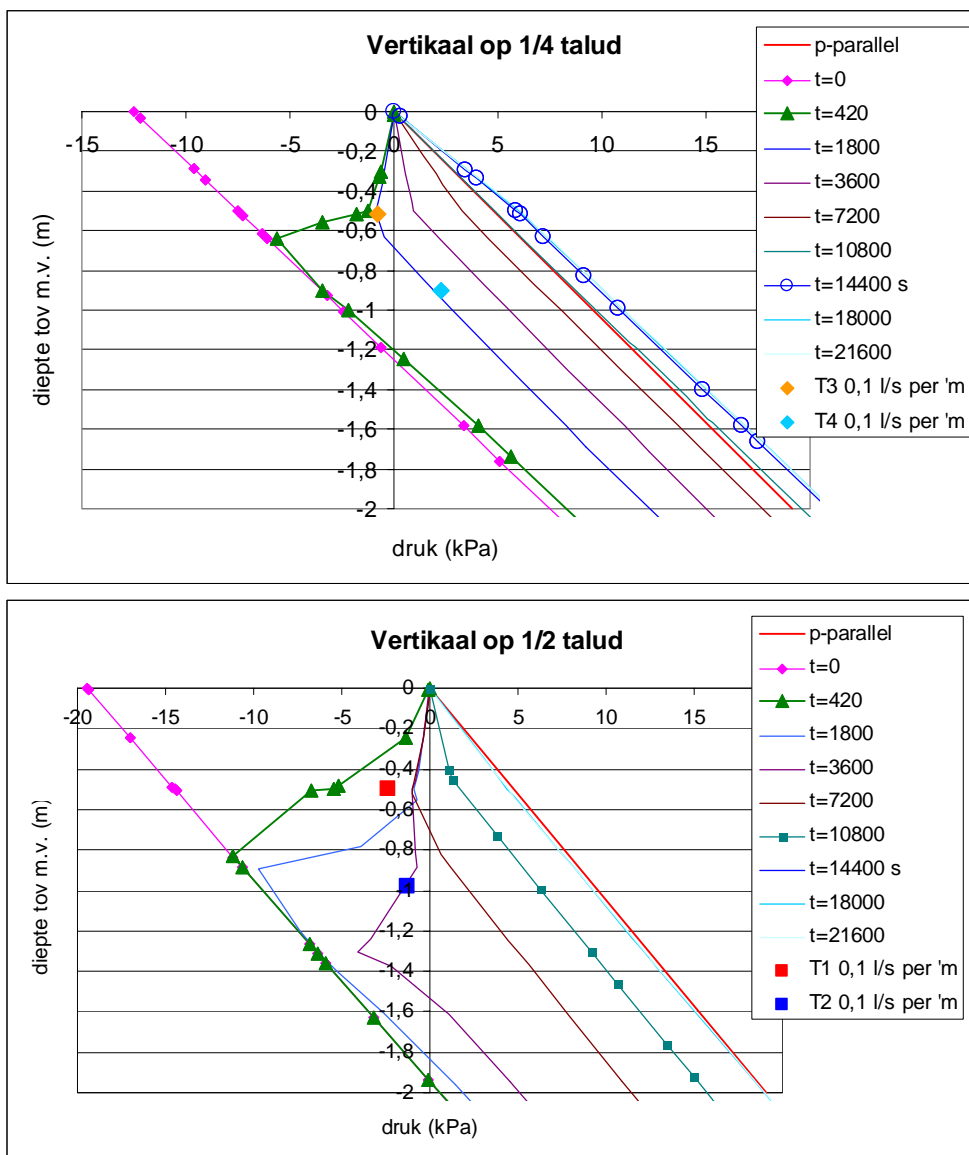 Vertikaal op 1/4 talud
-15 -10 -5 0 5 10 15
0
-0,2
-0,4
-0,6
-0,8
-1
-1,2
-1,4
-1,6
-1,8
-2
diepte tov m.v. (m)
druk (kPa)
p-parallel
t=0
t=420
t=1800
t=3600
t=7200
t=10800
t=14400 s
t=18000
t=21600
T3 0,1 l/s per 'm
T4 0,1 l/s per 'm
Vertikaal op 1/2 talud
-20 -15 -10 -5 0 5 10 15
0
-0,2
-0,4
-0,6
-0,8
-1
-1,2
-1,4
-1,6
-1,8
-2
diepte tov m.v. (m)
druk (kPa)
p-parallel
t=0
t=420
t=1800
t=3600
t=7200
t=10800
t=14400 s
t=18000
t=21600
T1 0,1 l/s per 'm
T2 0,1 l/s per 'm